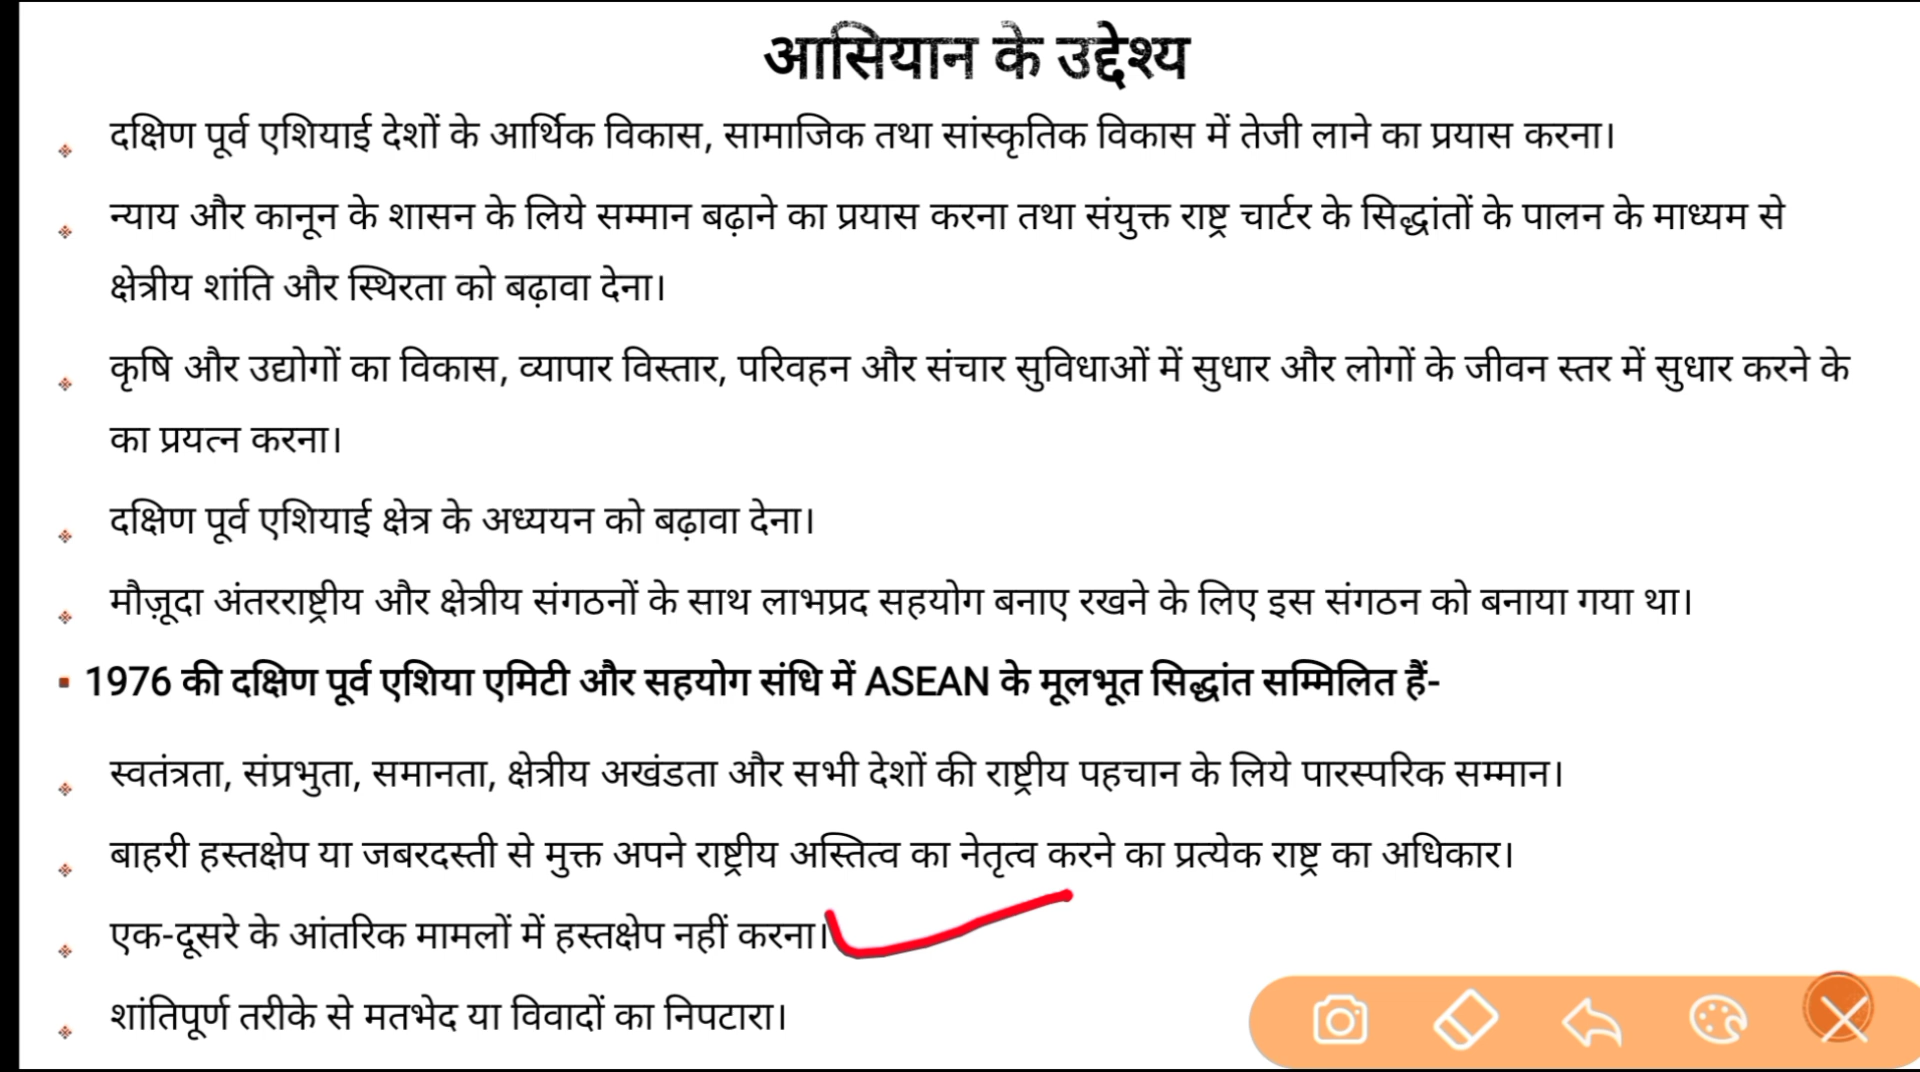 आसियान के उद्देश्य
दक्षिण पूर्व एशियाई देशों के आर्थिक विकास, सामाजिक तथा सांस्कृतिक विकास में तेजी लाने का प्रयास करना।
न्याय और कानून के शासन के लिये सम्मान बढ़ाने का प्रयास करना तथा संयुक्त राष्ट्र चार्टर के सिद्धांतों के पालन के माध्यम से
क्षेत्रीय शांति और स्थिरता को बढ़ावा देना।
कृषि और उद्योगों का विकास, व्यापार विस्तार, परिवहन और संचार सुविधाओं में सुधार और लोगों के जीवन स्तर में सुधार करने के
का प्रयत्न करना।
दक्षिण पूर्व एशियाई क्षेत्र के अध्ययन को बढ़ावा देना।
मौज़ूदा अंतरराष्ट्रीय और क्षेत्रीय संगठनों के साथ लाभप्रद सहयोग बनाए रखने के लिए इस संगठन को बनाया गया था।
1976 की दक्षिण पूर्व एशिया एमिटी और सहयोग संधि में ASEAN के मूलभूत सिद्धांत सम्मिलित हैं-
स्वतंत्रता, संप्रभुता, समानता, क्षेत्रीय अखंडता और सभी देशों की राष्ट्रीय पहचान के लिये पारस्परिक सम्मान।
बाहरी हस्तक्षेप या जबरदस्ती से मुक्त अपने राष्ट्रीय अस्तित्व का नेतृत्व करने का प्रत्येक राष्ट्र का अधिकार।
एक-दूसरे के आंतरिक मामलों में हस्तक्षेप नहीं करना।
शांतिपूर्ण तरीके से मतभेद या विवादों का निपटारा।